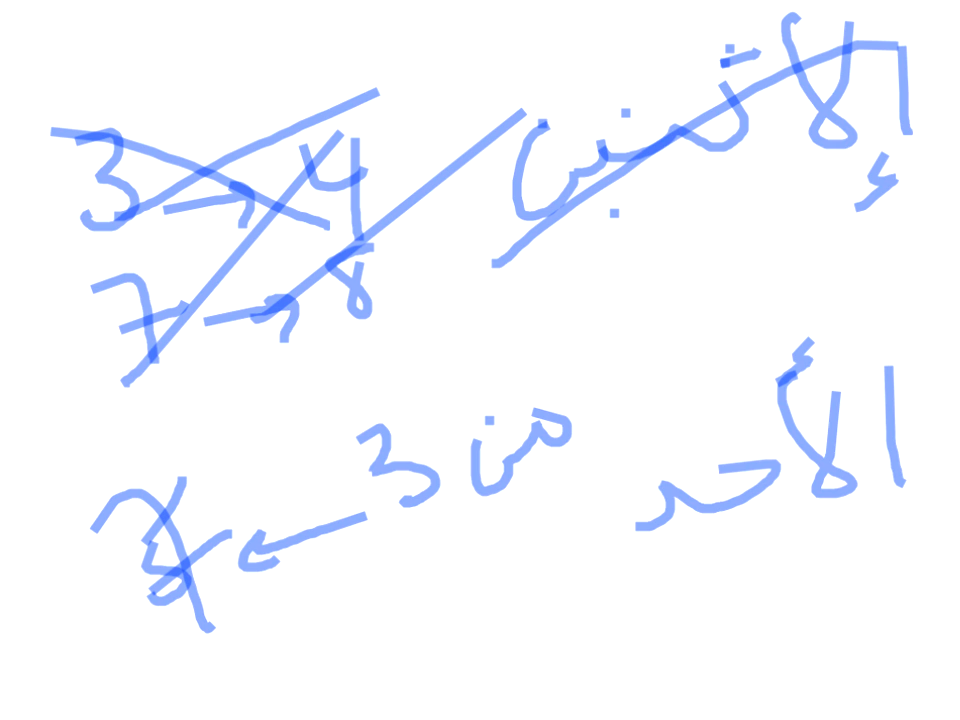 الإثنين
3 → 4
7 → 8
الأحد من 3 ← 7